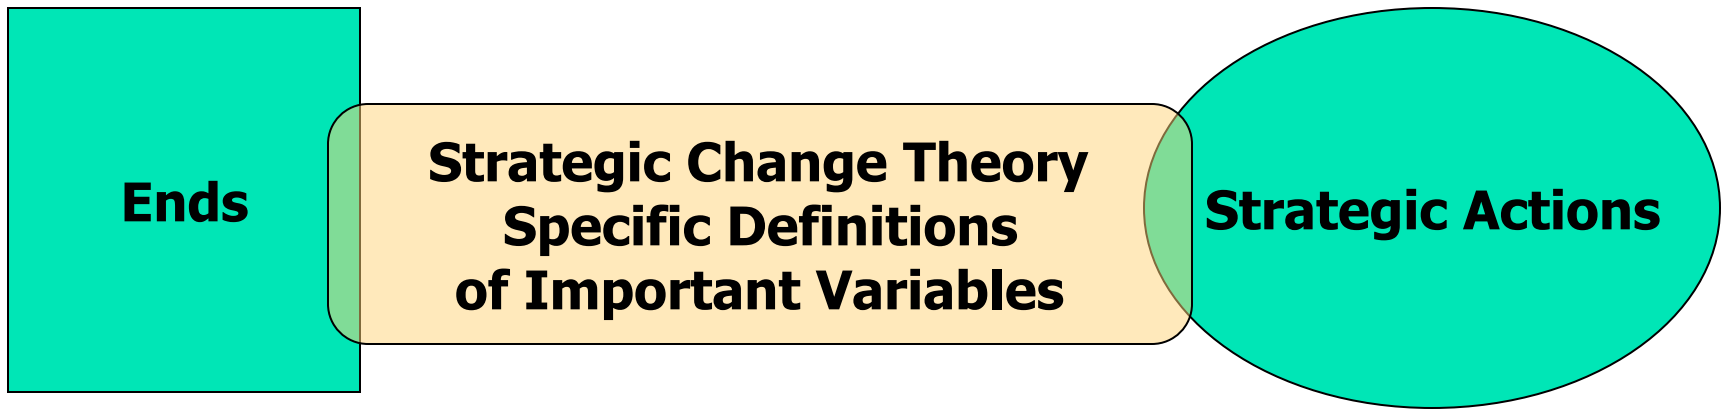 Ends
Strategic Change Theory
Specific Definitions
of Important Variables
Strategic Actions